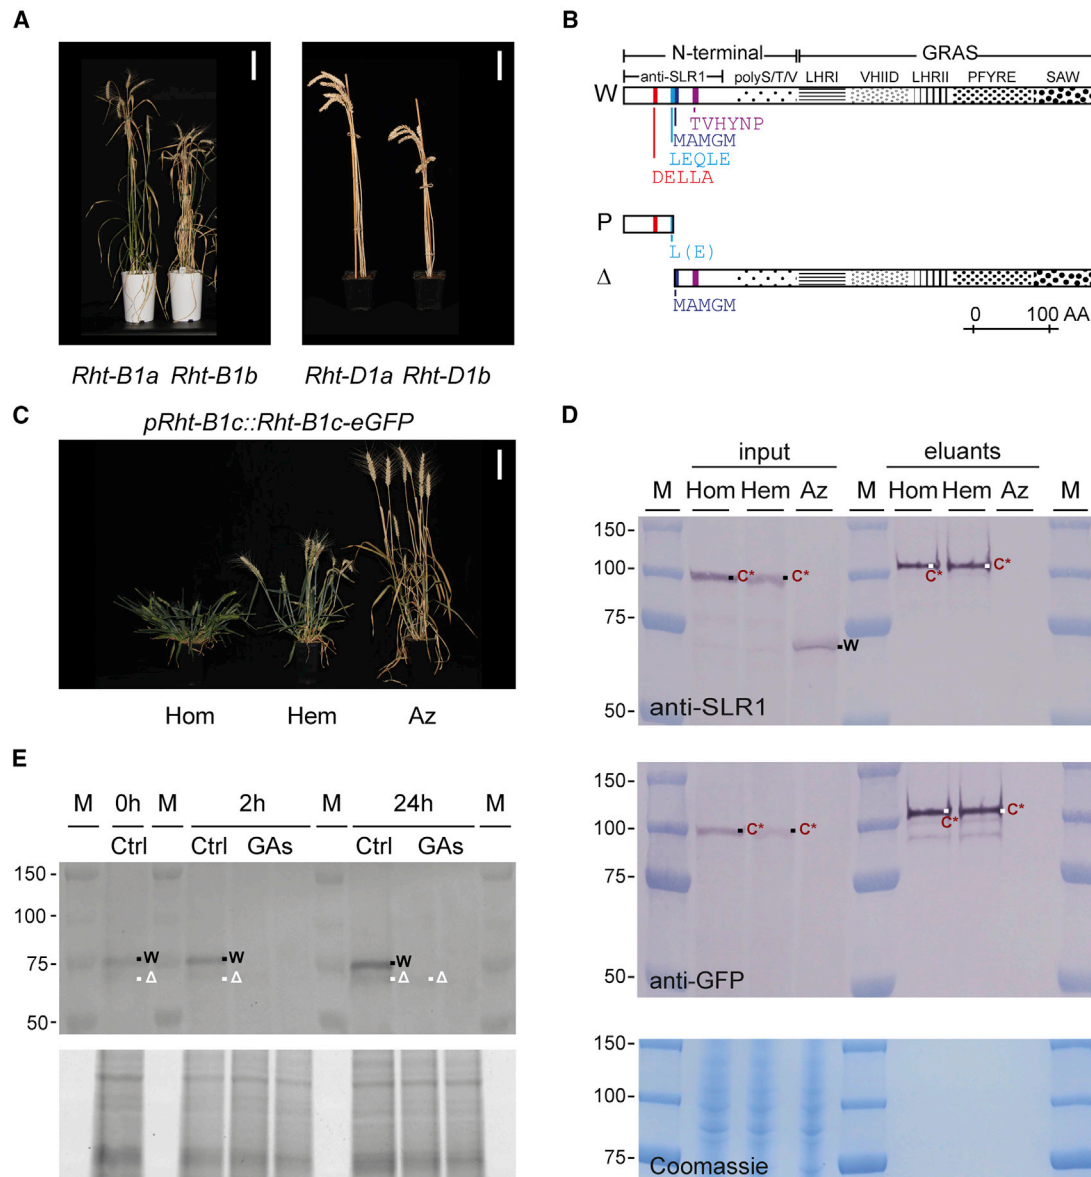 A
Rht-B1a Rht-B1b Rht-D1a Rht-D1b
B
N-terminal GRAS
anti-SLR1 polyS/T/V LHRI VHIID LHRII PFYRE SAW
W
TVHYNP
MAMGM
LEQLE
DELLA
P
L(E)
Δ
MAMGM
0 100 AA
C
pRht-B1c::Rht-B1c-eGFP
Hom Hem Az
D
input eluants
M Hom Hem Az M Hom Hem Az M
150-
100-
C* C* C* C*
75-
W
50-
anti-SLR1
150-
100-
C* C* C* C*
75-
50-
anti-GFP
150-
100-
75-
Coomassie
E
M 0h M 2h M 24h M
Ctrl Ctrl GAs Ctrl GAs
150-
100-
75-
W W W
Δ Δ Δ Δ
50-